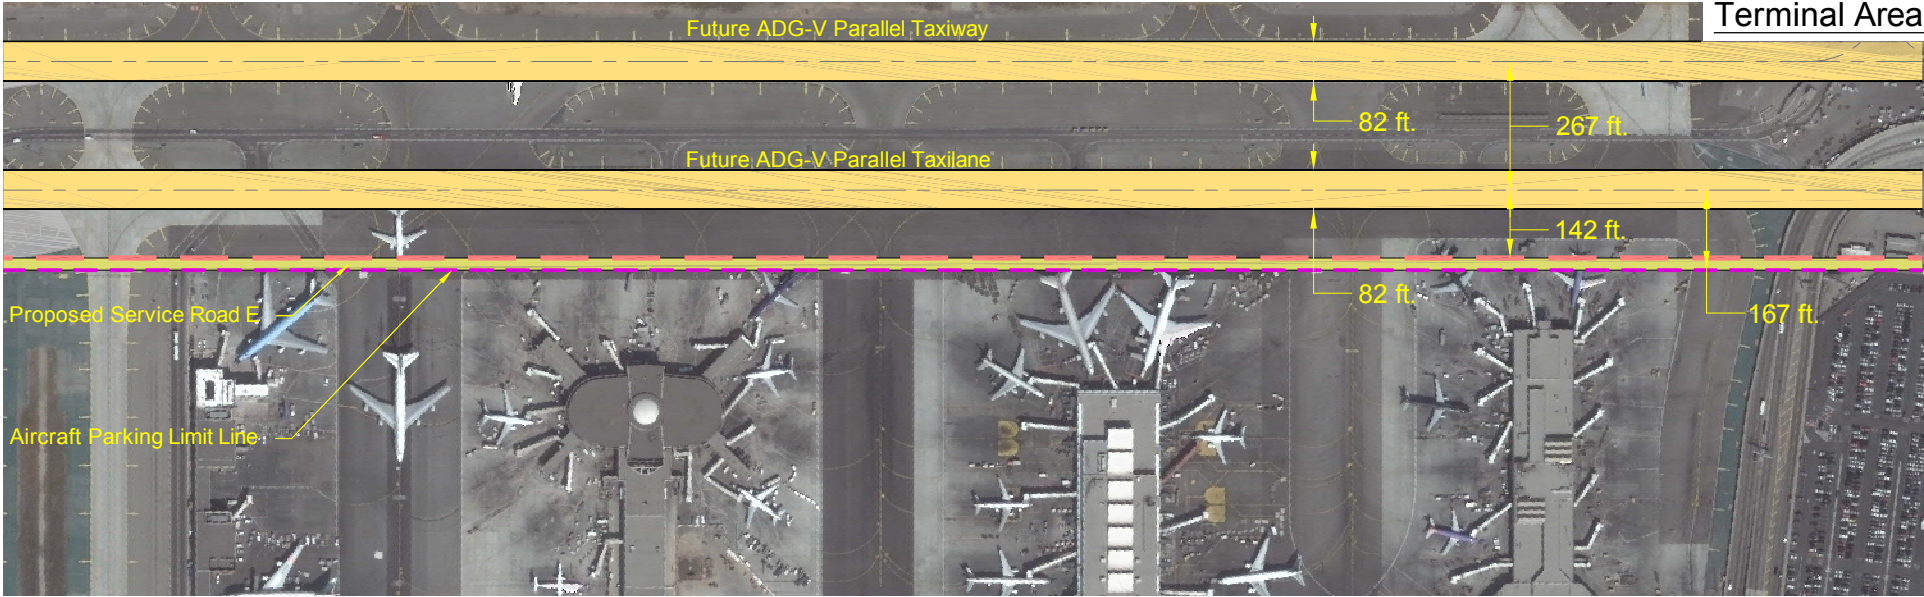 Terminal Area
Future ADG-V Parallel Taxiway
82 ft.
267 ft.
Future ADG-V Parallel Taxilane
142 ft.
82 ft.
167 ft.
Proposed Service Road E
Aircraft Parking Limit Line